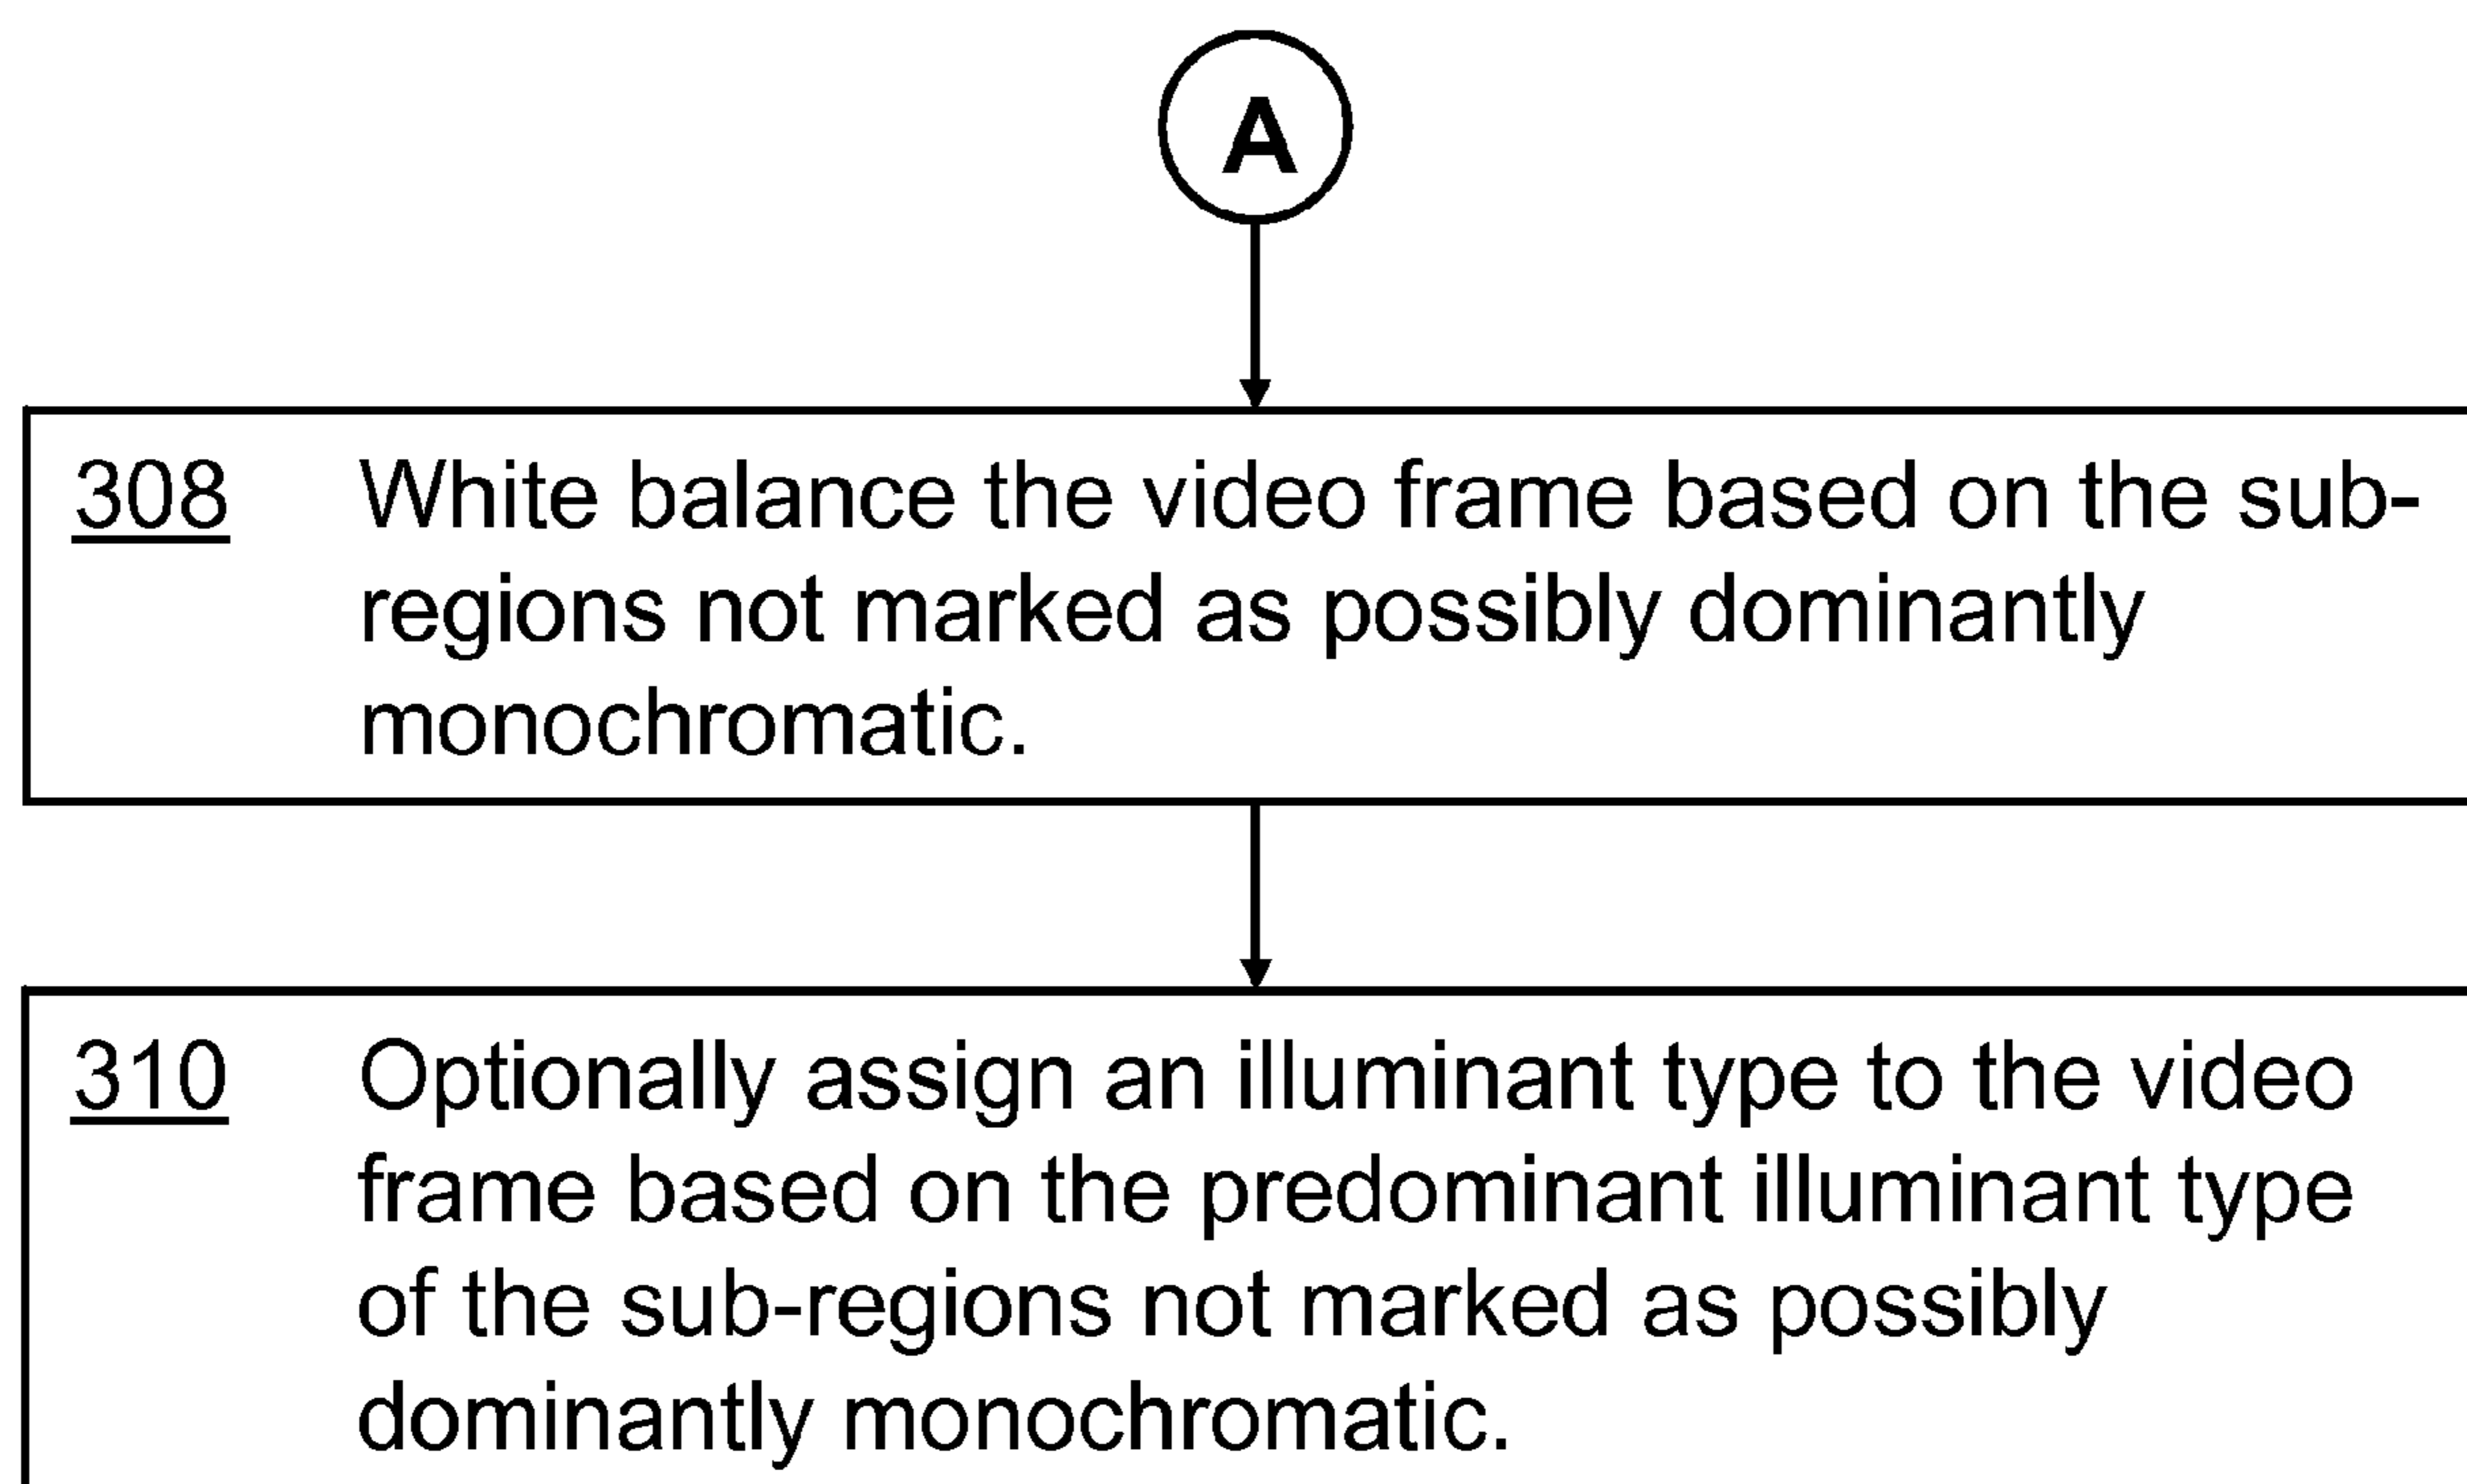 A
308 White balance the video frame based on the sub-
regions not marked as possibly dominantly
monochromatic.
310 Optionally assign an illuminant type to the video
frame based on the predominant illuminant type
of the sub-regions not marked as possibly
dominantly monochromatic.